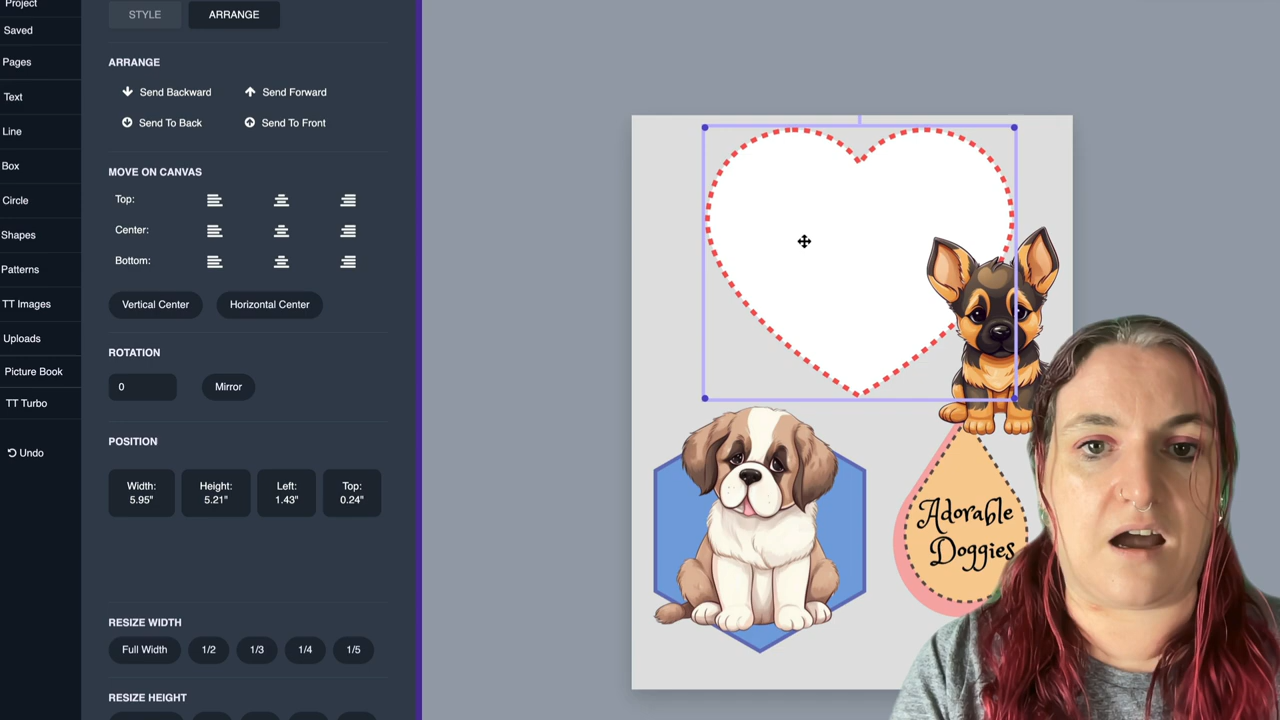 Project
Saved
Pages
Text
Line
Box
Circle
Shapes
Patterns
TT Images
Uploads
Picture Book
TT Turbo
Undo
STYLE ARRANGE
ARRANGE
Send Backward Send Forward
Send To Back Send To Front
MOVE ON CANVAS
Top:
Center:
Bottom:
Vertical Center Horizontal Center
ROTATION
0 Mirror
POSITION
Width: Height: Left: Top:
5.95" 5.21" 1.43" 0.24"
RESIZE WIDTH
Full Width 1/2 1/3 1/4 1/5
RESIZE HEIGHT
Adorable
Doggies